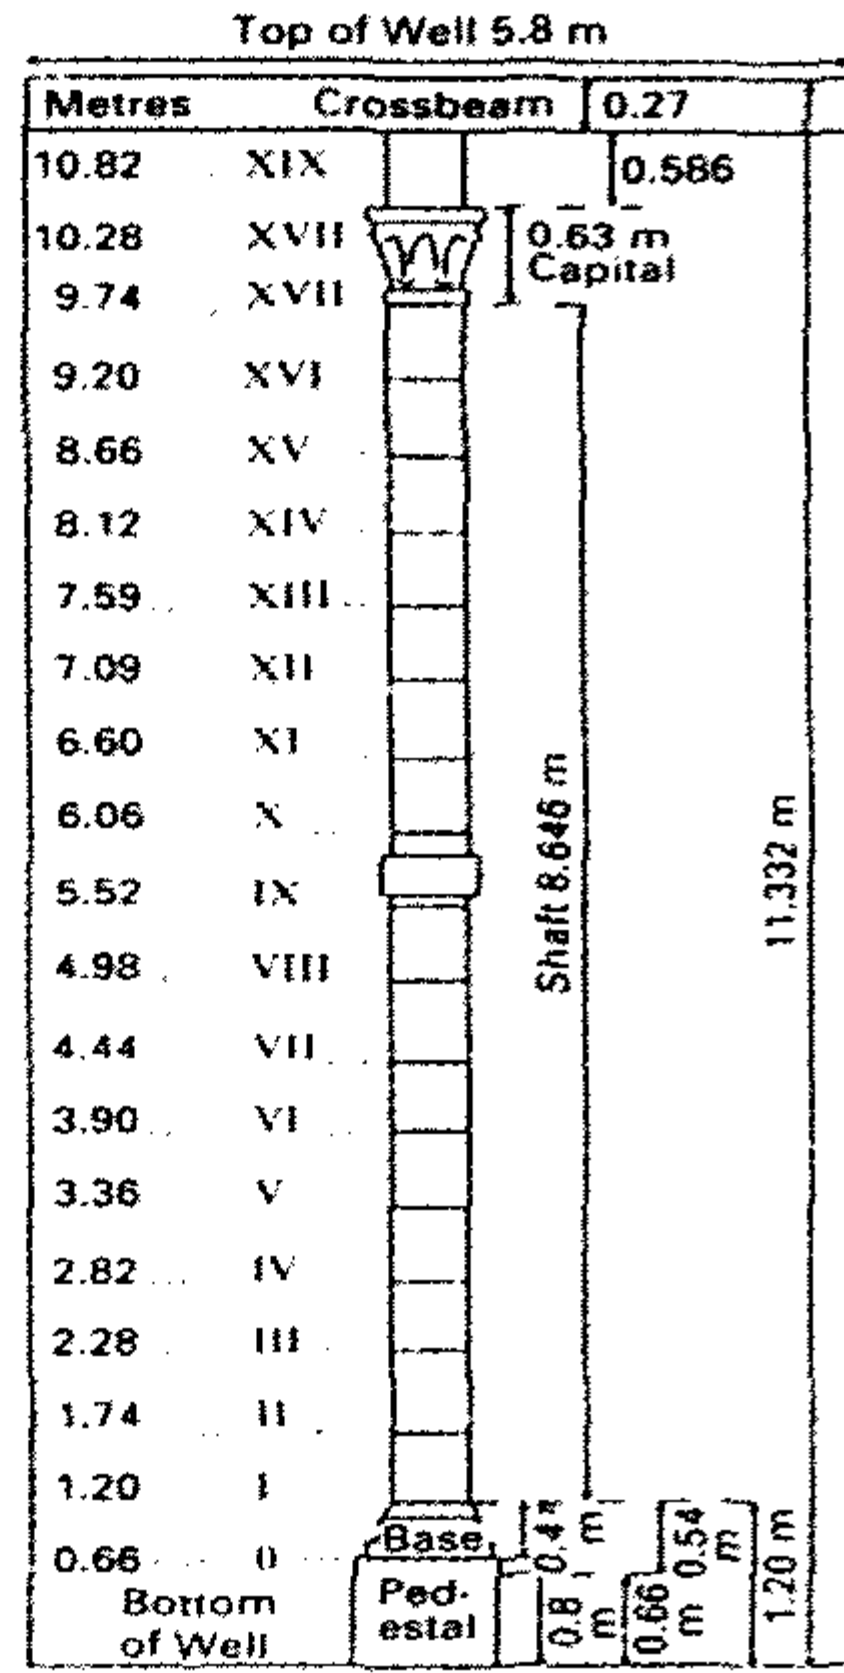 Top of Well 5.8 m
Metres Crossbeam 0.27
10.82 XIX 0.586
10.28 XVII 0.63 m
Capital
9.74 XVII
9.20 XVI
8.66 XV
8.12 XIV
7.59 XIII
7.09 XII
6.60 XI
6.06 X
5.52 IX
4.98 VIII
4.44 VII
3.90 VI
3.36 V
2.82 IV
2.28 III
1.74 II
1.20 I
Shaft 8.646 m
11.332 m
Base
0.66 0
m
0.54 m
1.20 m
Bottom
of Well
Ped-
estal
0.8 m
0.66 m